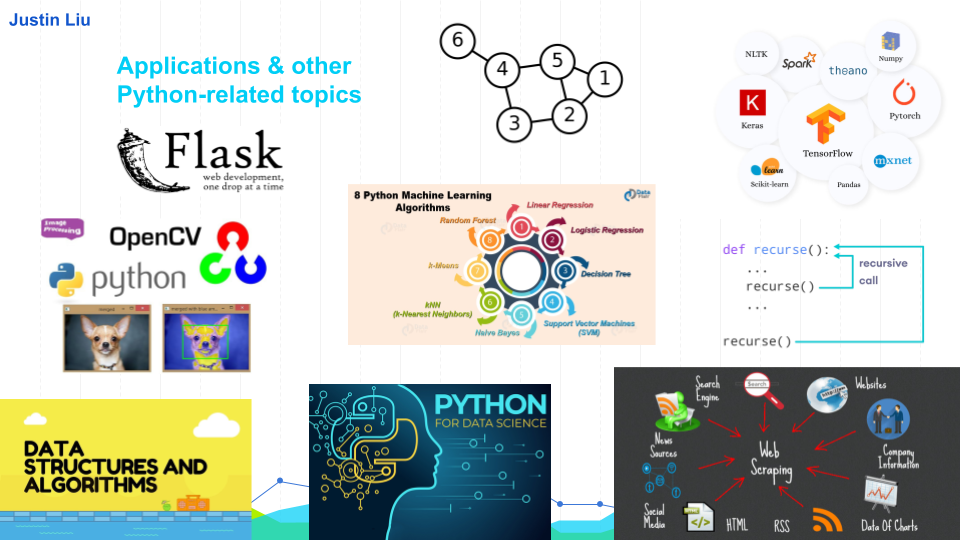 Justin Liu
Applications & other
Python-related topics
6
4
5
1
3
2
NLTK
Spark
theano
Numpy
Keras
TensorFlow
Pytorch
learn
Scikit-learn
Pandas
mxnet
Flask
web development,
one drop at a time
Image
Processing
OpenCV
python
merged
8 Python Machine Learning
Algorithms
Data
Flair
Linear Regression
Logistic Regression
Decision Tree
Support Vector Machines
(SVM)
Naive Bayes
kNN
(k-Nearest Neighbors)
k-Means
Random Forest
1
2
3
4
5
6
7
8
def recurse():
...
recurse()
...
recurse()
recursive
call
DATA
STRUCTURES AND
ALGORITHMS
PYTHON
FOR DATA SCIENCE
Search
Engine
Search
Websites
News
Sources
Web
Scraping
Company
Information
Social
Media
</>
HTML
RSS
Data Of Charts